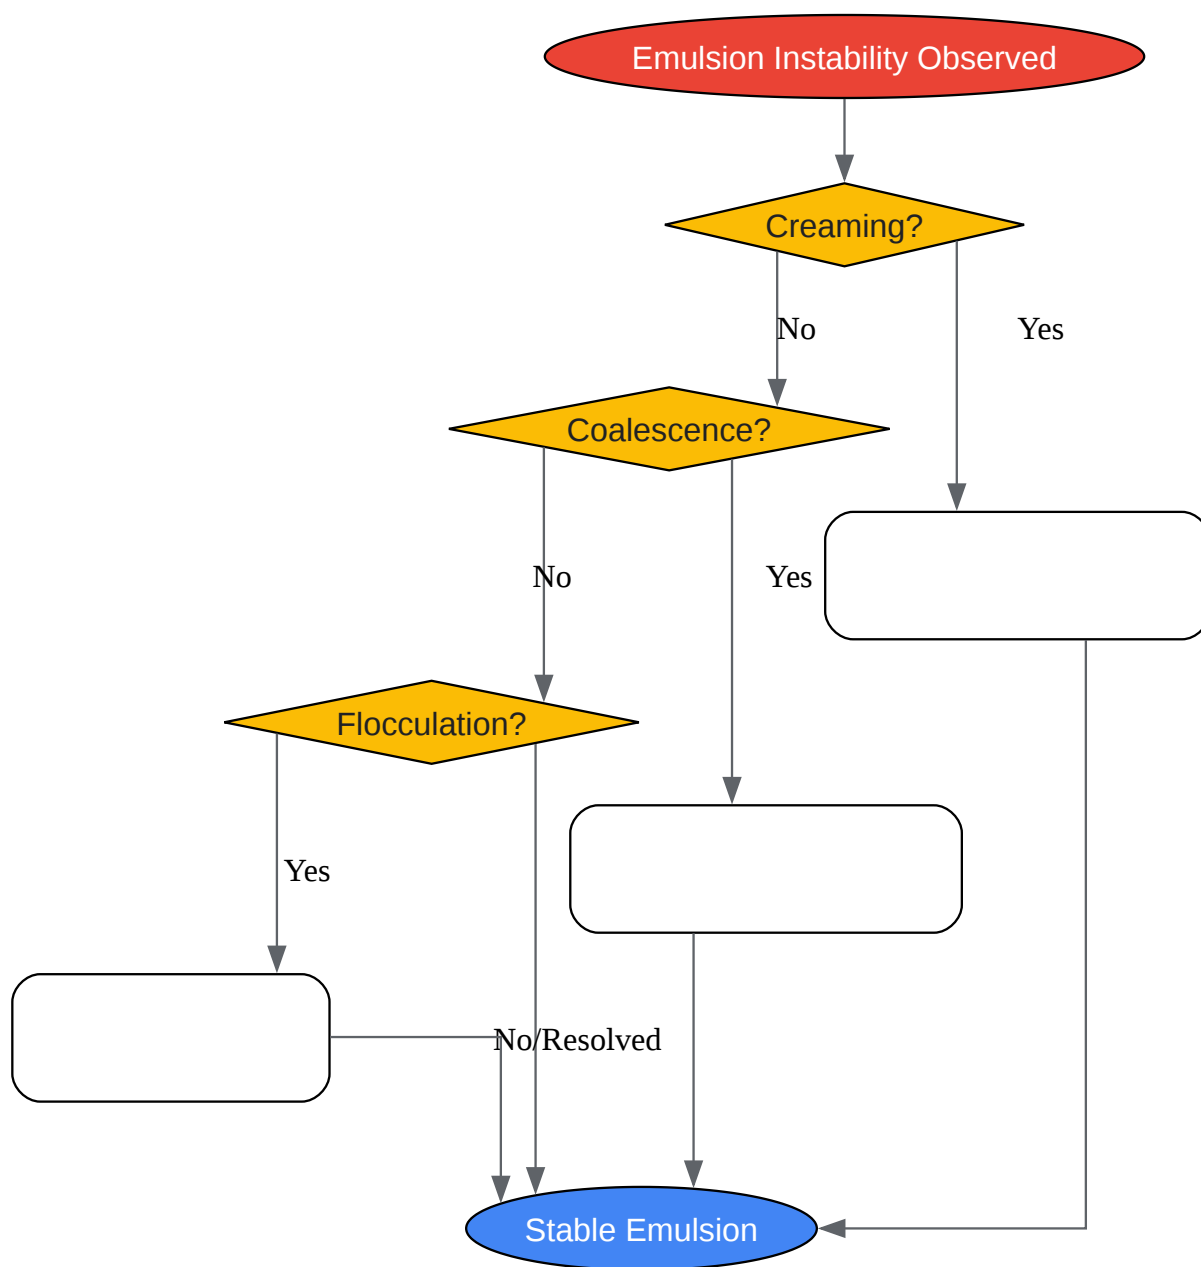 Emulsion Instability Observed
Creaming?
No
Yes
Coalescence?
No
Yes
Flocculation?
Yes
No/Resolved
Stable Emulsion